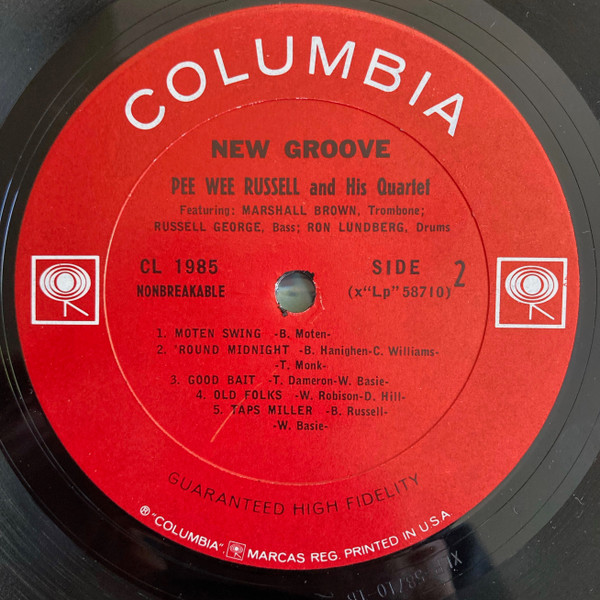 COLUMBIA
NEW GROOVE
PEE WEE RUSSELL and His Quartet
Featuring: MARSHALL BROWN, Trombone;
RUSSELL GEORGE, Bass; RON LUNDBERG, Drums
CL 1985 SIDE 2
NONBREAKABLE (x"Lp" 58710)
1. MOTEN SWING -B. Moten-
2. 'ROUND MIDNIGHT -B. Hanighen-C. Williams-
-T. Monk-
3. GOOD BAIT -T. Dameron-W. Basie-
4. OLD FOLKS -W. Robison-D. Hill-
5. TAPS MILLER -B. Russell-
-W. Basie-
GUARANTEED HIGH FIDELITY
® "COLUMBIA", MARCAS REG. PRINTED IN U.S.A.